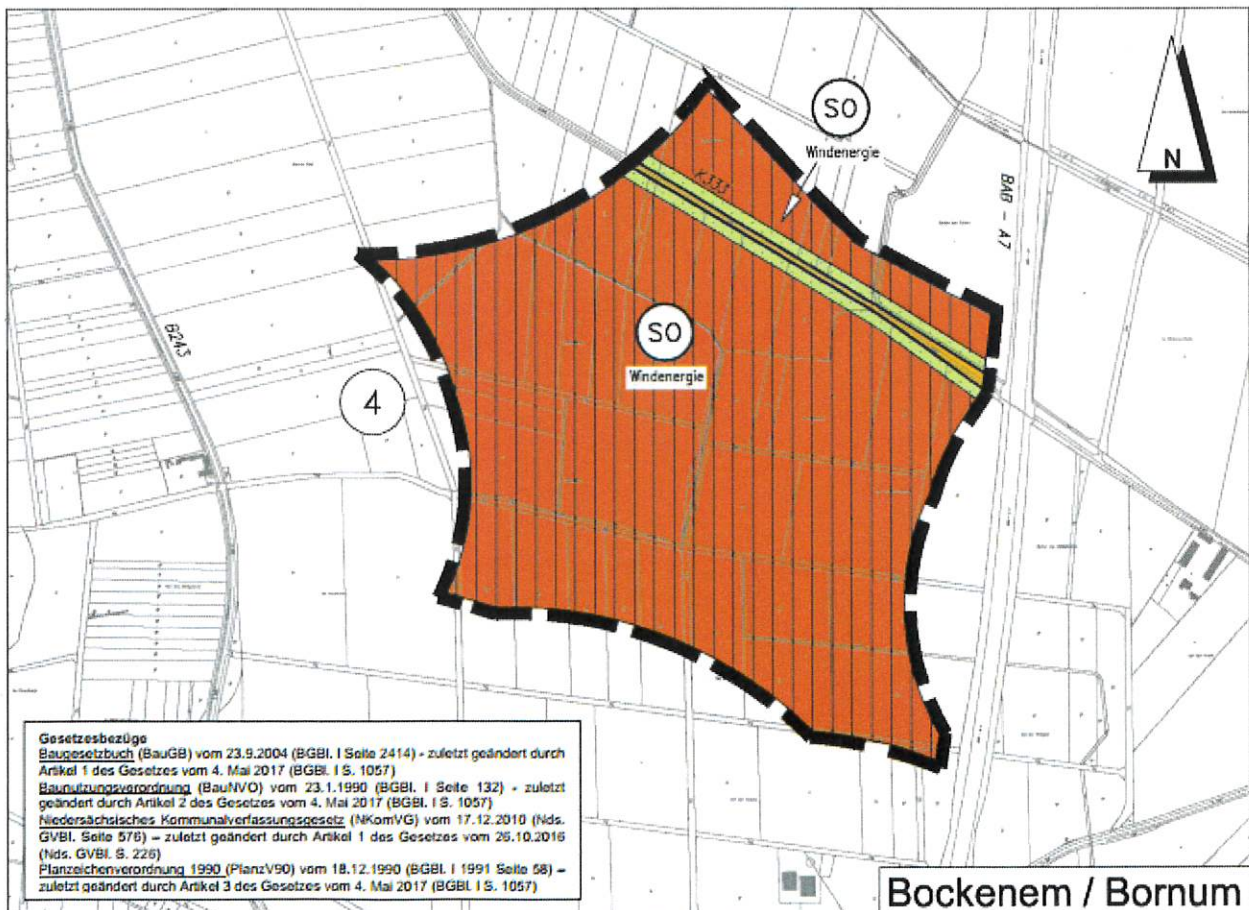 SO
Windenergie
N
K333
BAB - A7
SO
Windenergie
B243
4
Gesetzesbezüge
Baugesetzbuch (BauGB) vom 23.9.2004 (BGBl. I Seite 2414) - zuletzt geändert durch
Artikel 1 des Gesetzes vom 4. Mai 2017 (BGBl. I S. 1057)
Baunutzungsverordnung (BauNVO) vom 23.1.1990 (BGBl. I Seite 132) - zuletzt
geändert durch Artikel 2 des Gesetzes vom 4. Mai 2017 (BGBl. I S. 1057)
Niedersächsisches Kommunalverfassungsgesetz (NKomVG) vom 17.12.2010 (Nds.
GVBl. Seite 576) – zuletzt geändert durch Artikel 1 des Gesetzes vom 26.10.2016
(Nds. GVBl. S. 226)
Planzeichenverordnung 1990 (PlanzV90) vom 18.12.1990 (BGBl. I 1991 Seite 58) –
zuletzt geändert durch Artikel 3 des Gesetzes vom 4. Mai 2017 (BGBl. I S. 1057)
Bockenem / Bornum